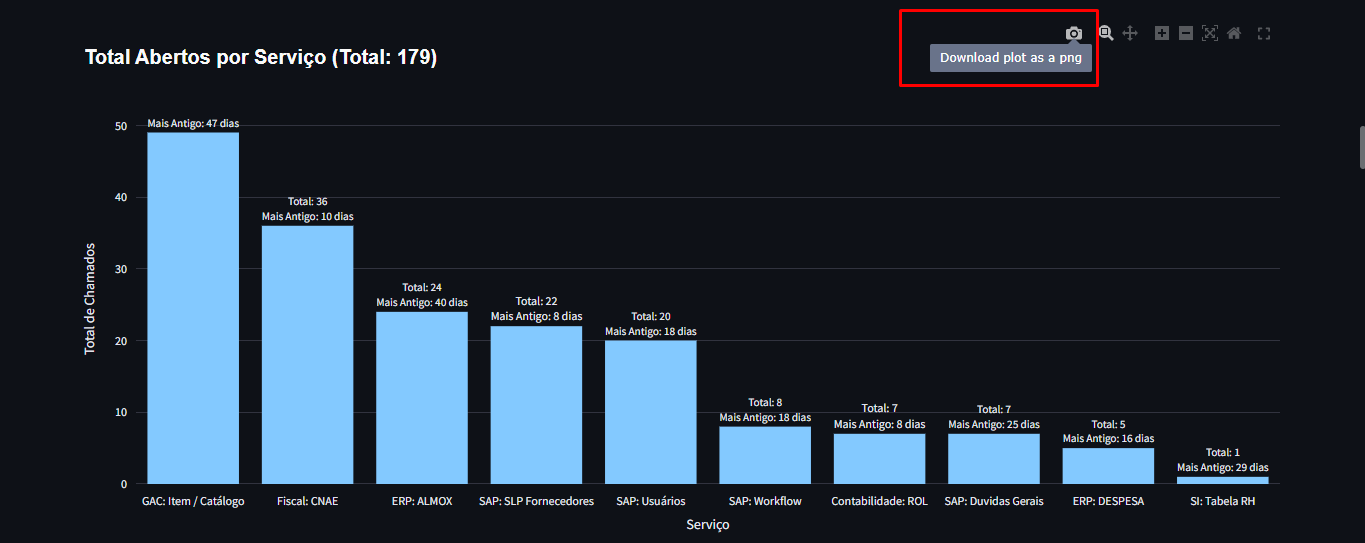 Total Abertos por Serviço (Total: 179)
Download plot as a png
50
40
30
20
10
0
Total de Chamados
Mais Antigo: 47 dias
Total: 36
Mais Antigo: 10 dias
Total: 24
Mais Antigo: 40 dias
Total: 22
Mais Antigo: 8 dias
Total: 20
Mais Antigo: 18 dias
Total: 8
Mais Antigo: 18 dias
Total: 7
Mais Antigo: 8 dias
Total: 7
Mais Antigo: 25 dias
Total: 5
Mais Antigo: 16 dias
Total: 1
Mais Antigo: 29 dias
GAC: Item / Catálogo
Fiscal: CNAE
ERP: ALMOX
SAP: SLP Fornecedores
SAP: Usuários
SAP: Workflow
Contabilidade: ROL
SAP: Duvidas Gerais
ERP: DESPESA
SI: Tabela RH
Serviço